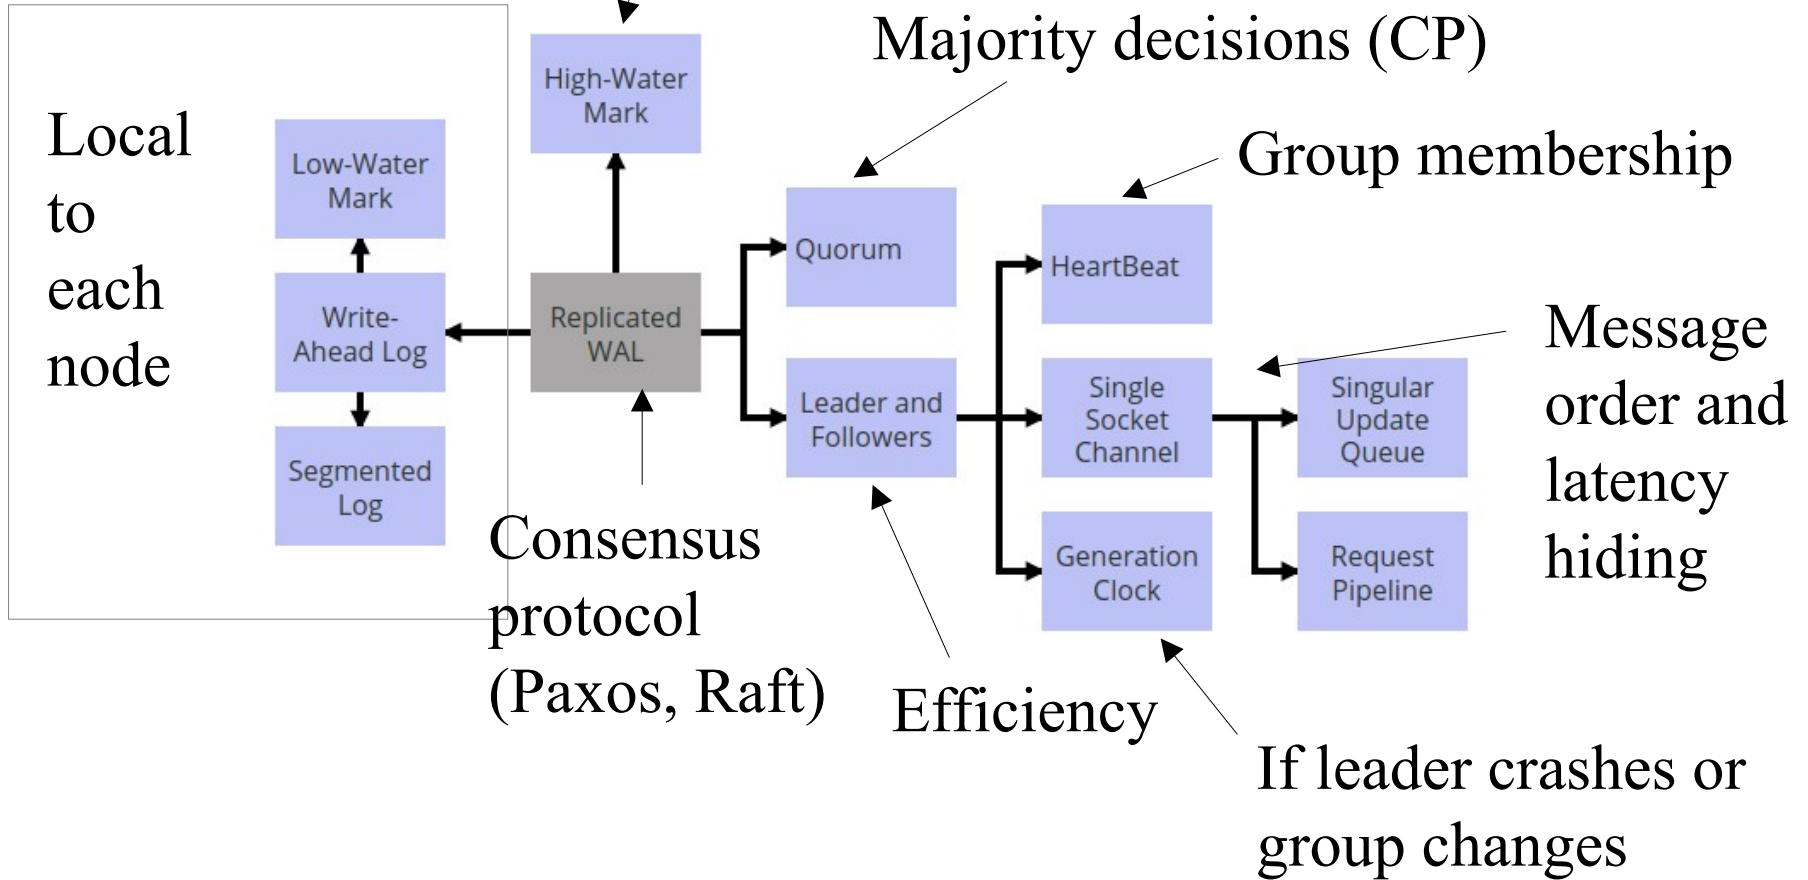 Majority decisions (CP)
High-Water
Mark
Local
to
each
node
Low-Water
Mark
Group membership
Quorum
HeartBeat
Write-
Ahead Log
Replicated
WAL
Message
order and
latency
hiding
Leader and
Followers
Single
Socket
Channel
Singular
Update
Queue
Segmented
Log
Consensus
protocol
(Paxos, Raft)
Generation
Clock
Request
Pipeline
Efficiency
If leader crashes or
group changes